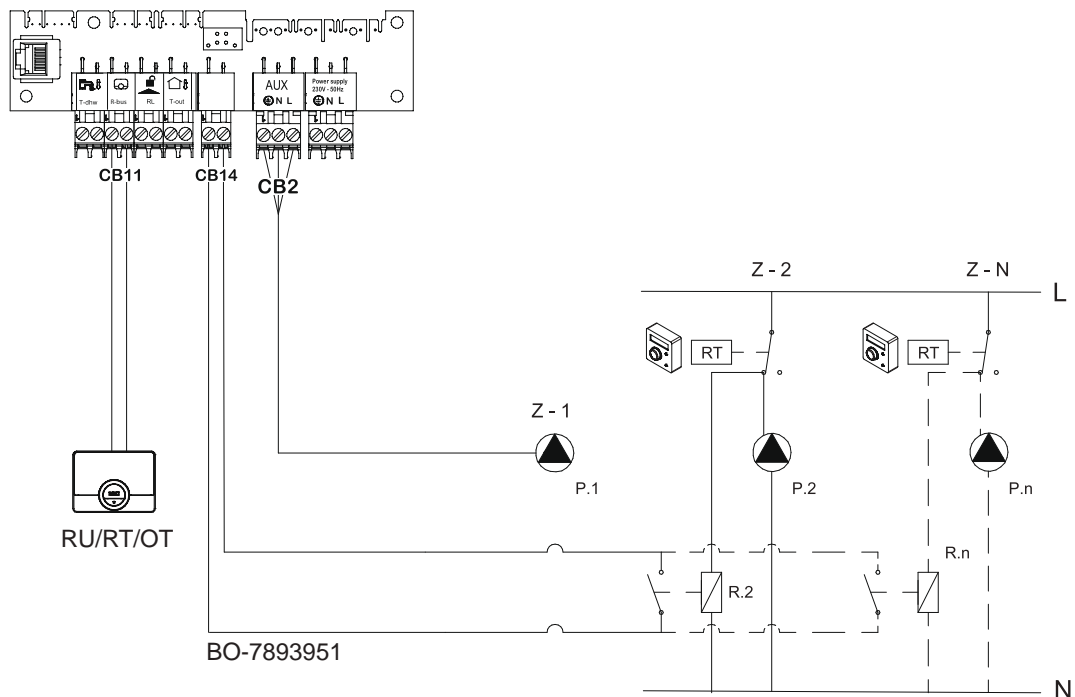 AUX
Power supply
230V - 50Hz
T-dhw R-bus RL T-out
N L
N L
CB11 CB14 CB2
Z - 2 Z - N
L
RT RT
Z - 1
P.1 P.2 P.n
RU/RT/OT
R.2 R.n
BO-7893951
N